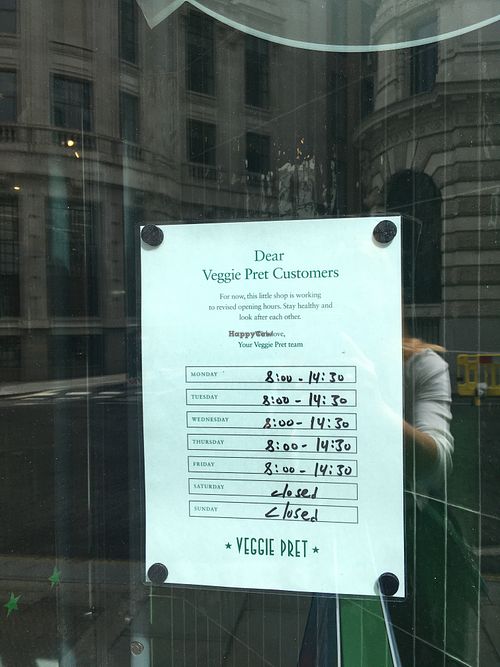 Dear
Veggie Pret Customers
For now, this little shop is working
to revised opening hours. Stay healthy and
look after each other.
HappyCow love,
Your Veggie Pret team
MONDAY 8:00 - 14:30
TUESDAY 8:00 - 14:30
WEDNESDAY 8:00 - 14:30
THURSDAY 8:00 - 14:30
FRIDAY 8:00 - 14:30
SATURDAY closed
SUNDAY closed
★ VEGGIE PRET ★